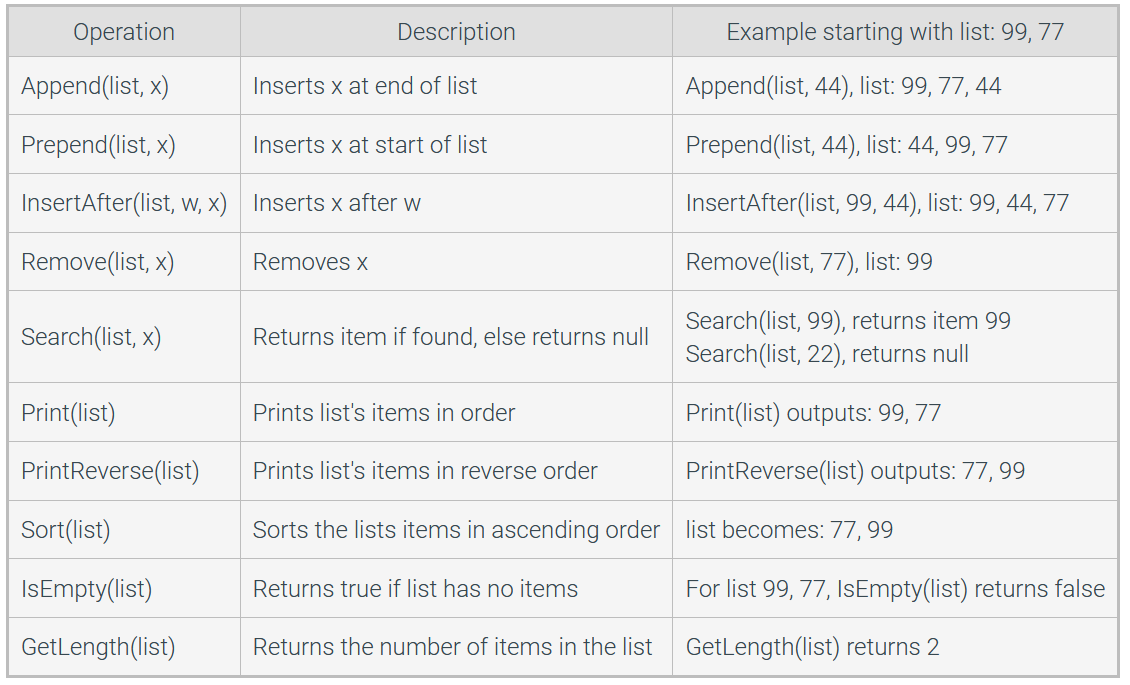 Operation Description Example starting with list: 99, 77
Append(list, x) Inserts x at end of list Append(list, 44), list: 99, 77, 44
Prepend(list, x) Inserts x at start of list Prepend(list, 44), list: 44, 99, 77
InsertAfter(list, w, x) Inserts x after w InsertAfter(list, 99, 44), list: 99, 44, 77
Remove(list, x) Removes x Remove(list, 77), list: 99
Search(list, x) Returns item if found, else returns null Search(list, 99), returns item 99
Search(list, 22), returns null
Print(list) Prints list's items in order Print(list) outputs: 99, 77
PrintReverse(list) Prints list's items in reverse order PrintReverse(list) outputs: 77, 99
Sort(list) Sorts the lists items in ascending order list becomes: 77, 99
IsEmpty(list) Returns true if list has no items For list 99, 77, IsEmpty(list) returns false
GetLength(list) Returns the number of items in the list GetLength(list) returns 2